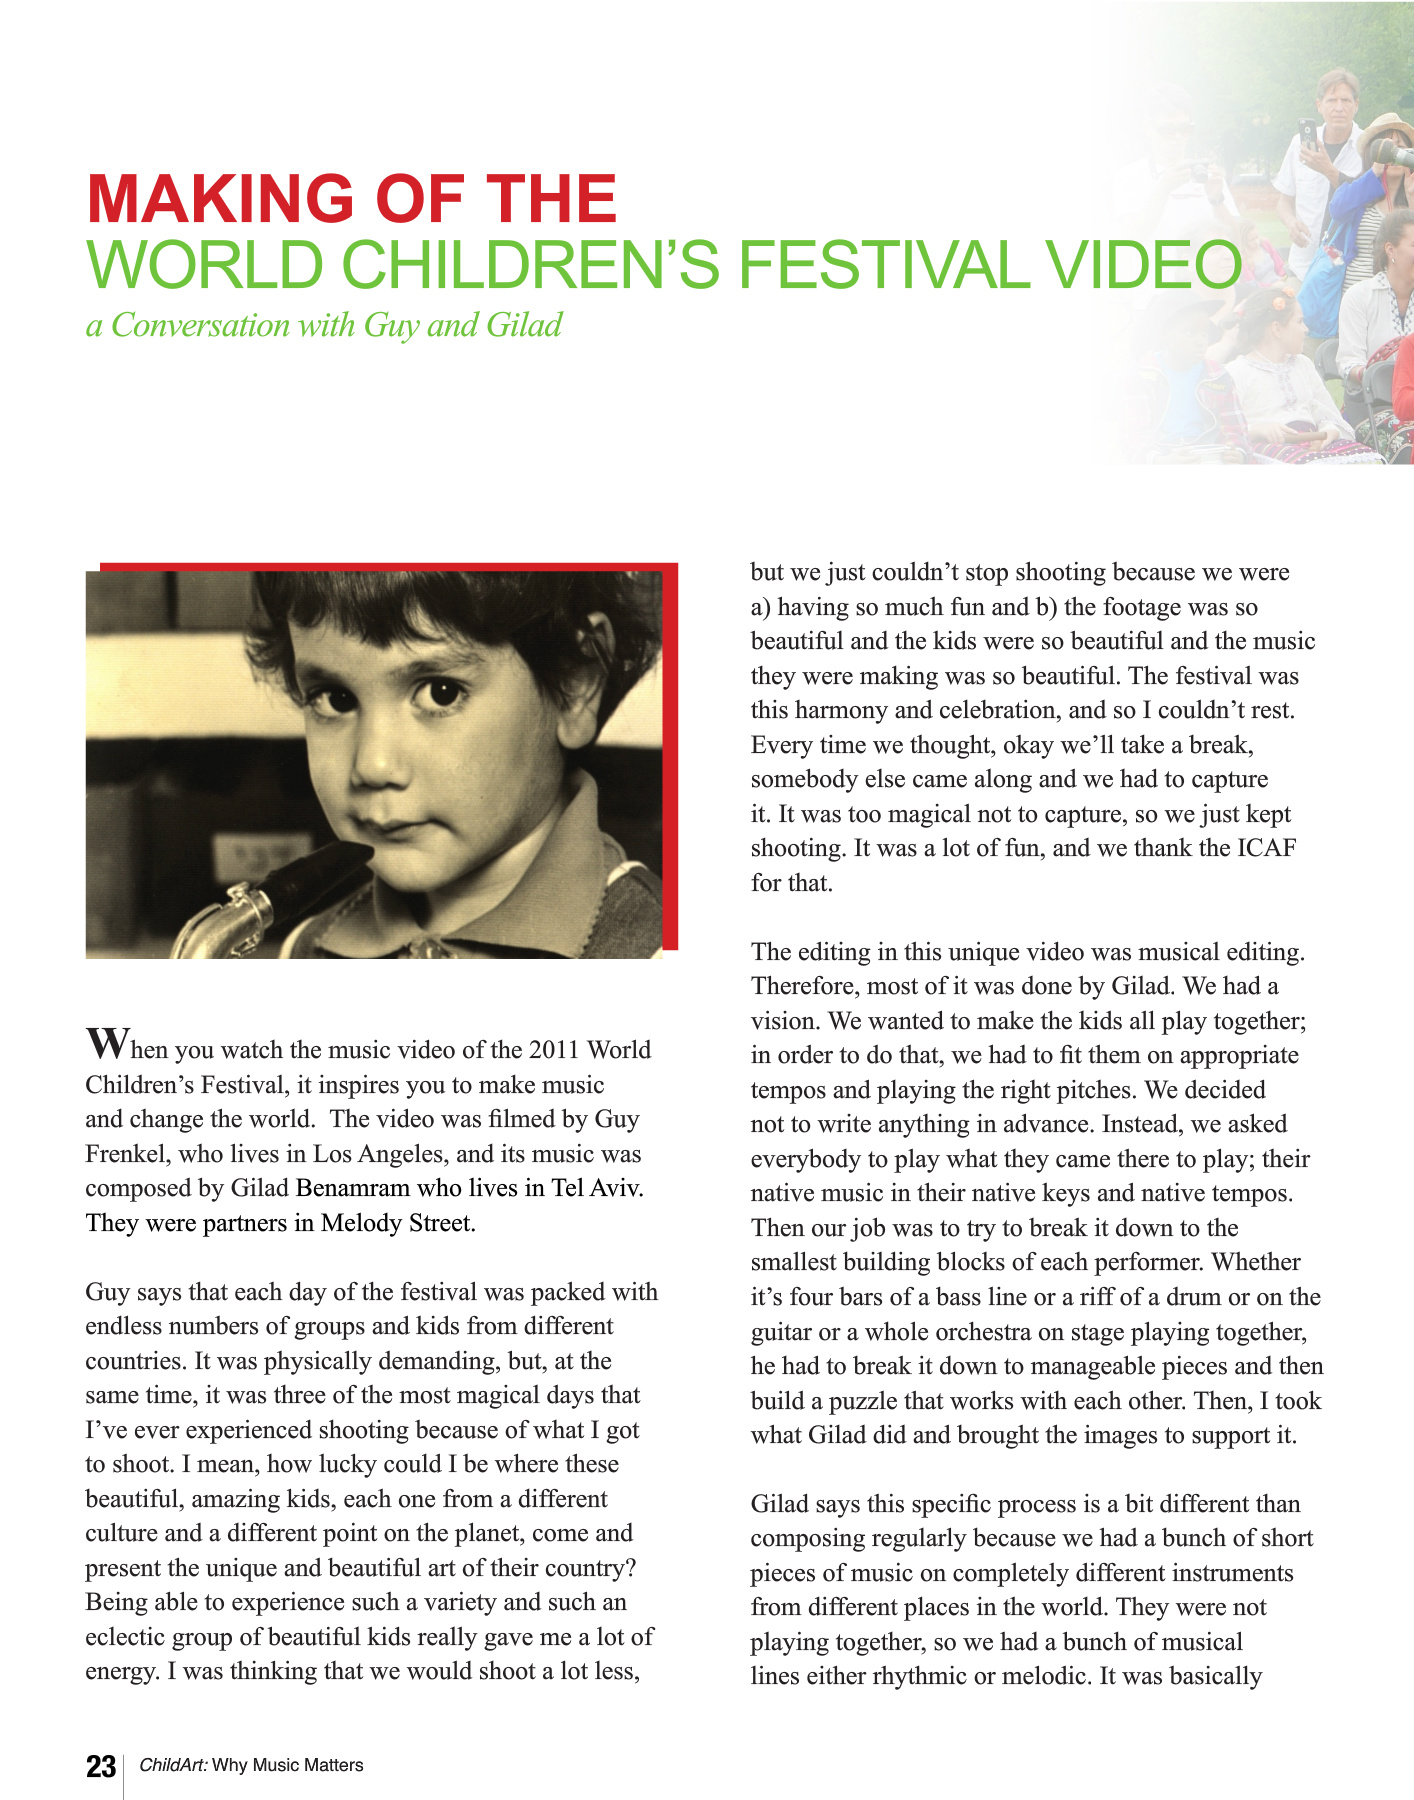 MAKING OF THE
WORLD CHILDREN’S FESTIVAL VIDEO
a Conversation with Guy and Gilad
When you watch the music video of the 2011 World
Children’s Festival, it inspires you to make music
and change the world.  The video was filmed by Guy
Frenkel, who lives in Los Angeles, and its music was
composed by Gilad Benamram who lives in Tel Aviv.
They were partners in Melody Street.
Guy says that each day of the festival was packed with
endless numbers of groups and kids from different
countries. It was physically demanding, but, at the
same time, it was three of the most magical days that
I’ve ever experienced shooting because of what I got
to shoot. I mean, how lucky could I be where these
beautiful, amazing kids, each one from a different
culture and a different point on the planet, come and
present the unique and beautiful art of their country?
Being able to experience such a variety and such an
eclectic group of beautiful kids really gave me a lot of
energy. I was thinking that we would shoot a lot less,
but we just couldn’t stop shooting because we were
a) having so much fun and b) the footage was so
beautiful and the kids were so beautiful and the music
they were making was so beautiful. The festival was
this harmony and celebration, and so I couldn’t rest.
Every time we thought, okay we’ll take a break,
somebody else came along and we had to capture
it. It was too magical not to capture, so we just kept
shooting. It was a lot of fun, and we thank the ICAF
for that.
The editing in this unique video was musical editing.
Therefore, most of it was done by Gilad. We had a
vision. We wanted to make the kids all play together;
in order to do that, we had to fit them on appropriate
tempos and playing the right pitches. We decided
not to write anything in advance. Instead, we asked
everybody to play what they came there to play; their
native music in their native keys and native tempos.
Then our job was to try to break it down to the
smallest building blocks of each performer. Whether
it’s four bars of a bass line or a riff of a drum or on the
guitar or a whole orchestra on stage playing together,
he had to break it down to manageable pieces and then
build a puzzle that works with each other. Then, I took
what Gilad did and brought the images to support it.
Gilad says this specific process is a bit different than
composing regularly because we had a bunch of short
pieces of music on completely different instruments
from different places in the world. They were not
playing together, so we had a bunch of musical
lines either rhythmic or melodic. It was basically
23 ChildArt: Why Music Matters